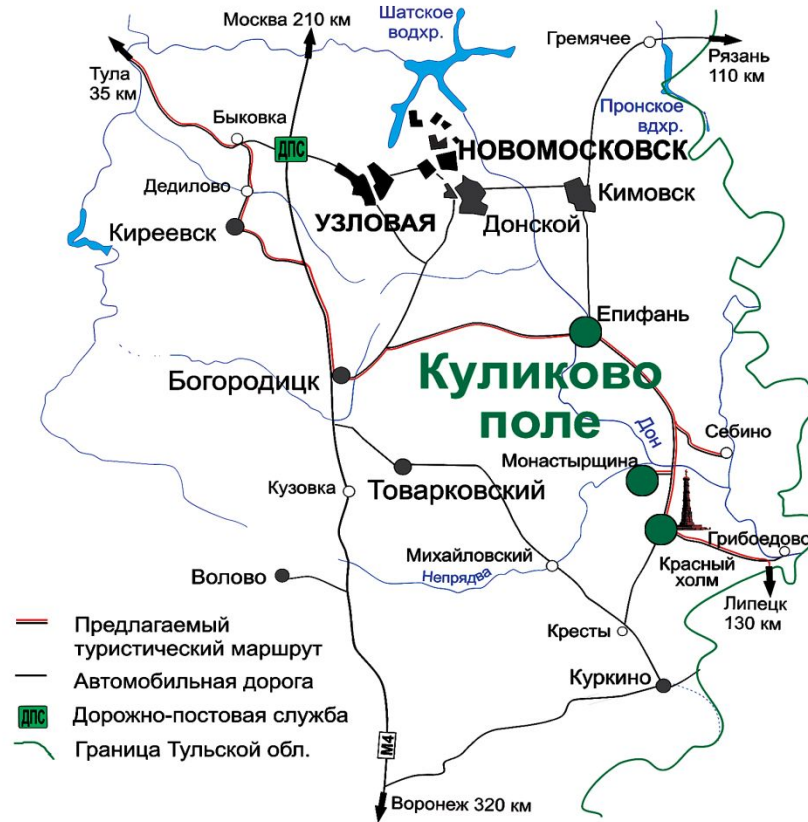 Москва 210 км
Шатское
водхр.
Гремячее
Рязань
110 км
Тула
35 км
Пронское
вдхр.
Быковка
ДПС
НОВОМОСКОВСК
Дедилово
УЗЛОВАЯ
Донской
Кимовск
Киреевск
Епифань
Богородицк
Куликово
поле
Дон
Себино
Монастырщина
Товарковский
Кузовка
Грибоедово
Михайловский
Красный
холм
Непрядва
Волово
Липецк
130 км
Кресты
Куркино
Предлагаемый
туристический маршрут
Автомобильная дорога
ДПС Дорожно-постовая служба
Граница Тульской обл.
М4
Воронеж 320 км